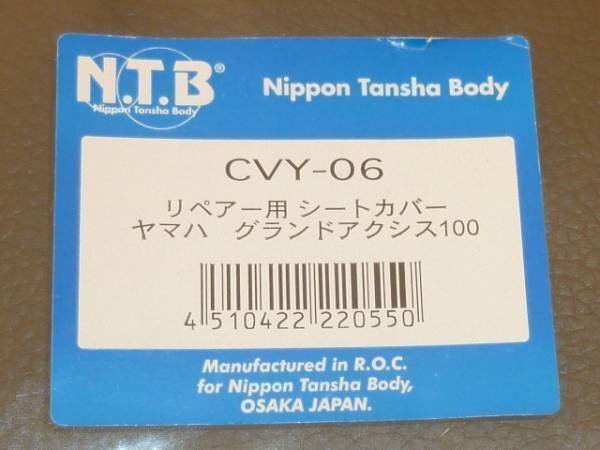 N.T.B®
Nippon Tansha Body
Nippon Tansha Body
CVY-06
リペアー用 シートカバー
ヤマハ　グランドアクシス100
4 510422 220550
Manufactured in R.O.C.
for Nippon Tansha Body,
OSAKA JAPAN.